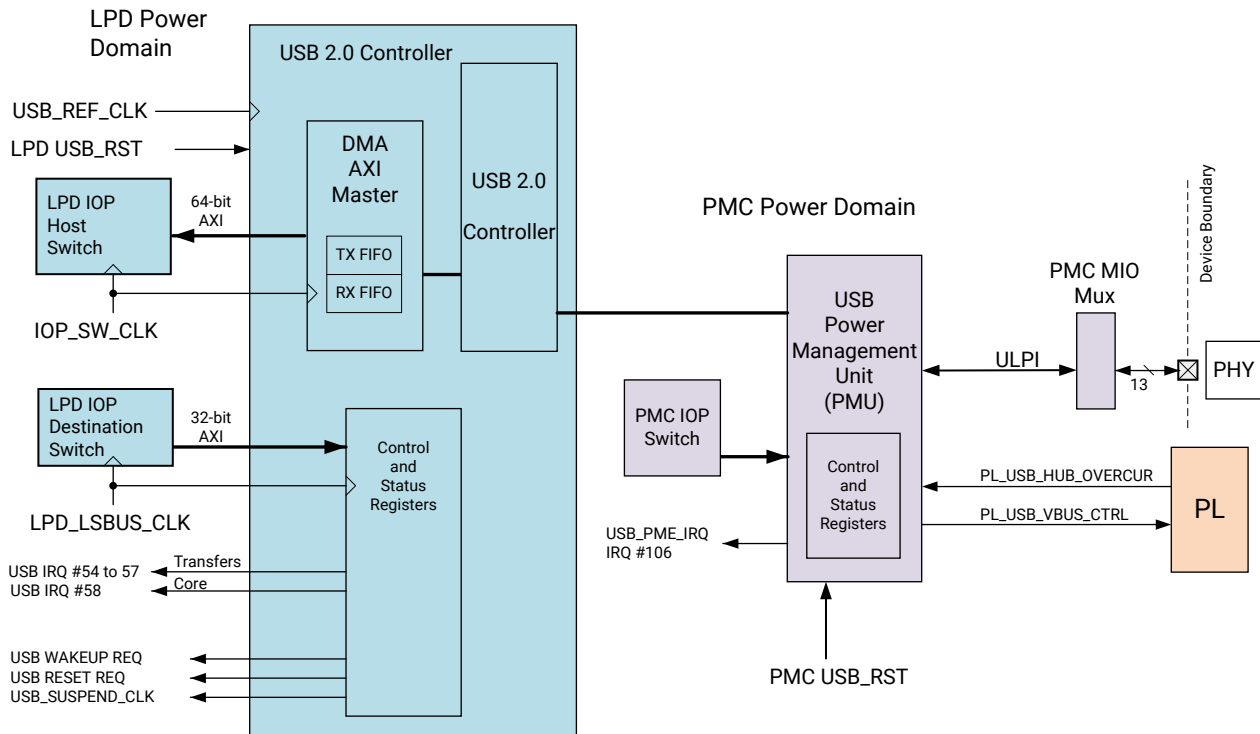 LPD Power
Domain
USB 2.0 Controller
USB_REF_CLK
LPD USB_RST
DMA
AXI
Master
TX FIFO
RX FIFO
USB 2.0
Controller
LPD IOP
Host
Switch
64-bit
AXI
IOP_SW_CLK
LPD IOP
Destination
Switch
32-bit
AXI
LPD_LSBUS_CLK
Control
and
Status
Registers
Transfers
USB IRQ #54 to 57
Core
USB IRQ #58
USB WAKEUP REQ
USB RESET REQ
USB_SUSPEND_CLK
PMC Power Domain
USB
Power
Management
Unit
(PMU)
Control
and
Status
Registers
PMC IOP
Switch
USB_PME_IRQ
IRQ #106
PMC USB_RST
ULPI
PMC MIO
Mux
13
Device Boundary
PHY
PL_USB_HUB_OVERCUR
PL_USB_VBUS_CTRL
PL